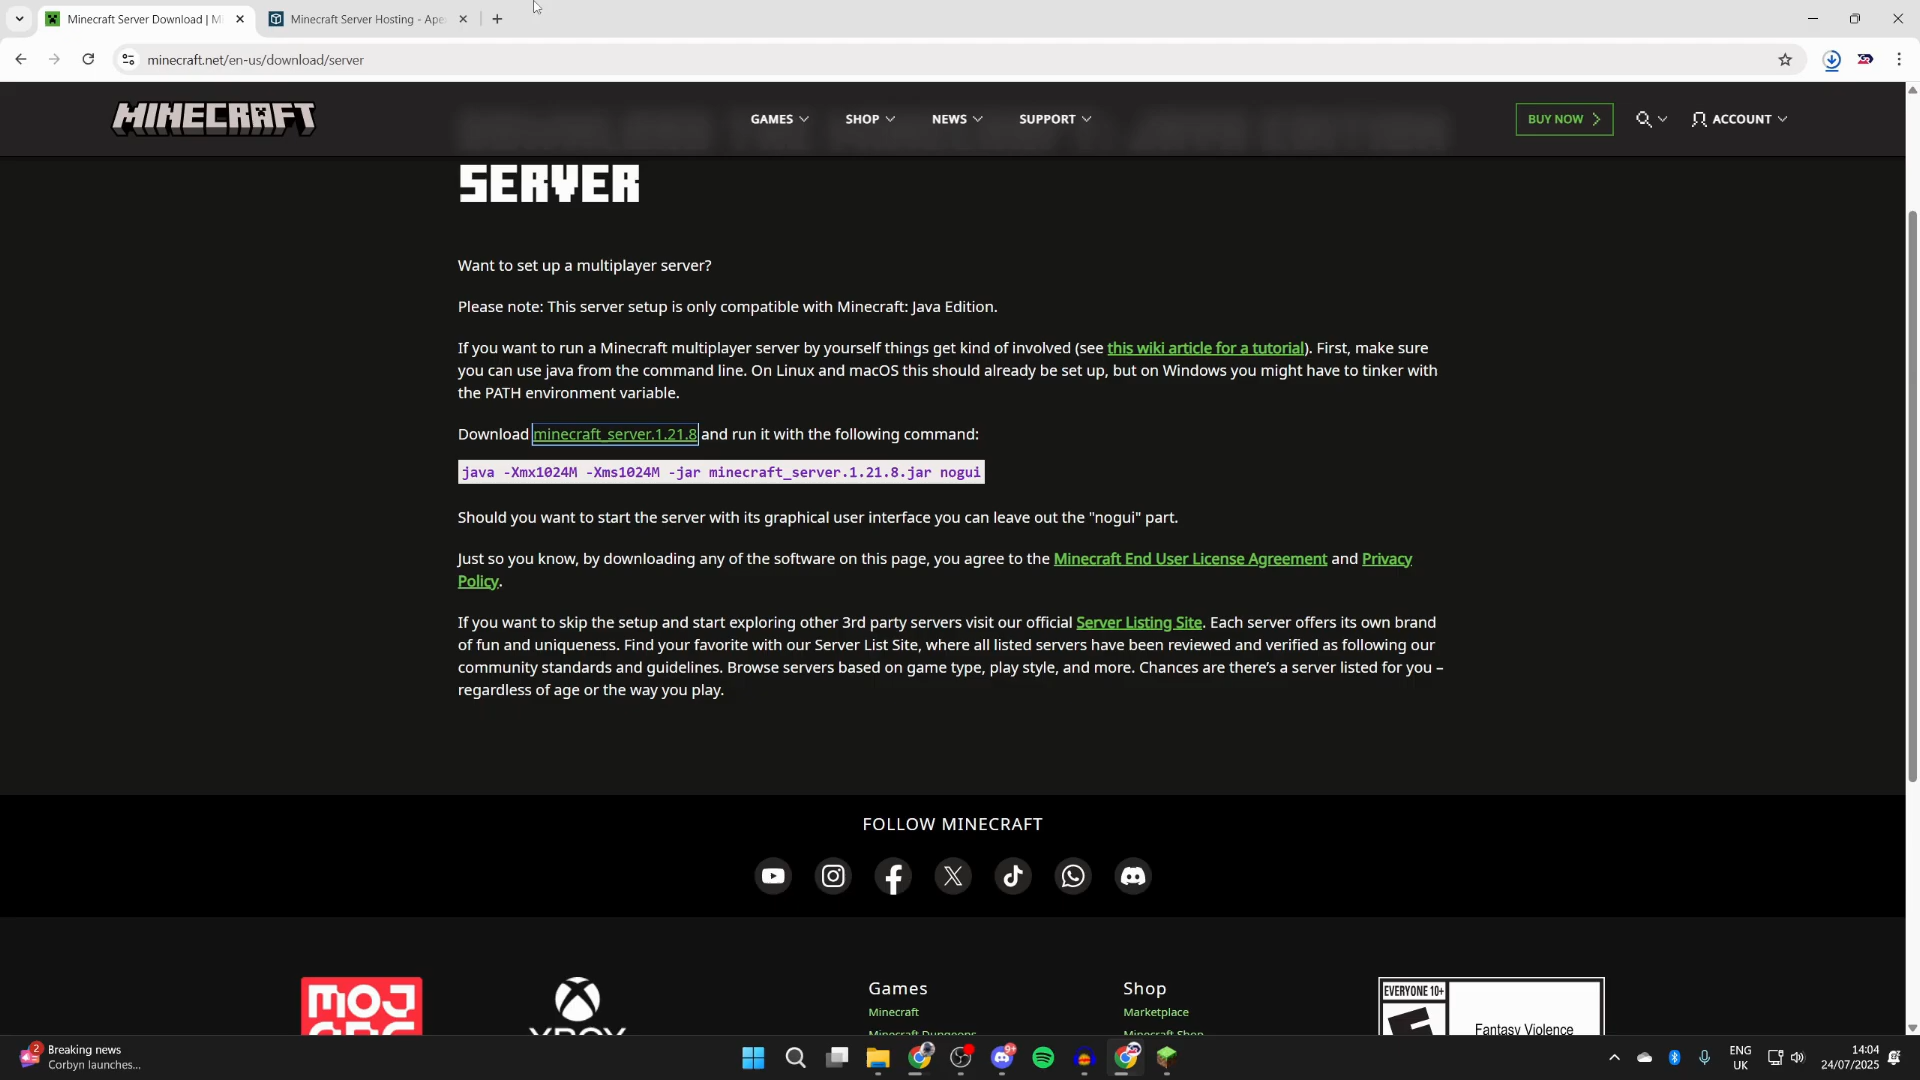 Minecraft Server Download | M
Minecraft Server Hosting - Ape
minecraft.net/en-us/download/server
MINECRAFT
GAMES
SHOP
NEWS
SUPPORT
BUY NOW
ACCOUNT
SERVER
Want to set up a multiplayer server?
Please note: This server setup is only compatible with Minecraft: Java Edition.
If you want to run a Minecraft multiplayer server by yourself things get kind of involved (see this wiki article for a tutorial). First, make sure
you can use java from the command line. On Linux and macOS this should already be set up, but on Windows you might have to tinker with
the PATH environment variable.
Download minecraft_server.1.21.8 and run it with the following command:
java -Xmx1024M -Xms1024M -jar minecraft_server.1.21.8.jar nogui
Should you want to start the server with its graphical user interface you can leave out the "nogui" part.
Just so you know, by downloading any of the software on this page, you agree to the Minecraft End User License Agreement and Privacy
Policy.
If you want to skip the setup and start exploring other 3rd party servers visit our official Server Listing Site. Each server offers its own brand
of fun and uniqueness. Find your favorite with our Server List Site, where all listed servers have been reviewed and verified as following our
community standards and guidelines. Browse servers based on game type, play style, and more. Chances are there's a server listed for you –
regardless of age or the way you play.
FOLLOW MINECRAFT
Games
Shop
EVERYONE 10+
Minecraft
Marketplace
Minecraft Dungeons
Minecraft Shop
Fantasy Violence
MOJ
XBOX
2
Breaking news
Corbyn launches...
9+
ENG
UK
14:04
24/07/2025